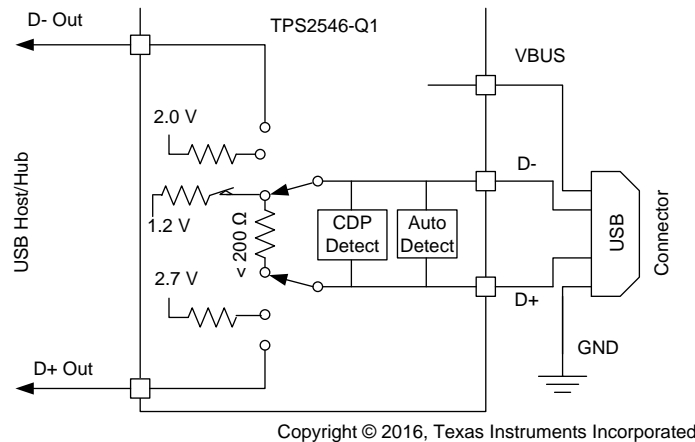 D- Out
TPS2546-Q1
VBUS
2.0 V
D-
USB Host/Hub
1.2 V
< 200 Ω
CDP
Detect
Auto
Detect
USB
Connector
2.7 V
D+
GND
D+ Out
Copyright © 2016, Texas Instruments Incorporated